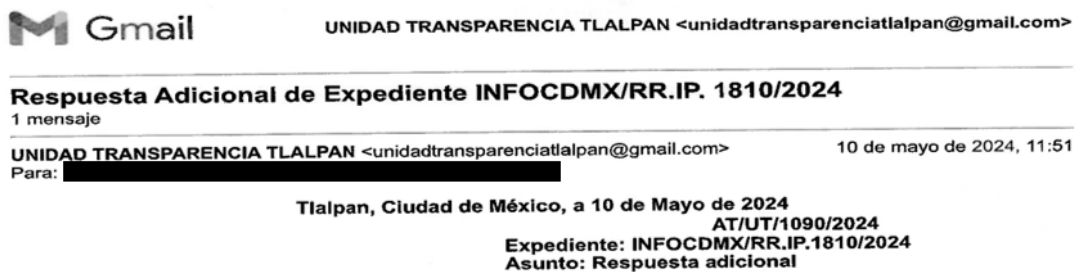 Gmail
UNIDAD TRANSPARENCIA TLALPAN <unidadtransparenciatlalpan@gmail.com>
Respuesta Adicional de Expediente INFOCDMX/RR.IP. 1810/2024
1 mensaje
UNIDAD TRANSPARENCIA TLALPAN <unidadtransparenciatlalpan@gmail.com>
10 de mayo de 2024, 11:51
Para:
Tlalpan, Ciudad de México, a 10 de Mayo de 2024
AT/UT/1090/2024
Expediente: INFOCDMX/RR.IP.1810/2024
Asunto: Respuesta adicional